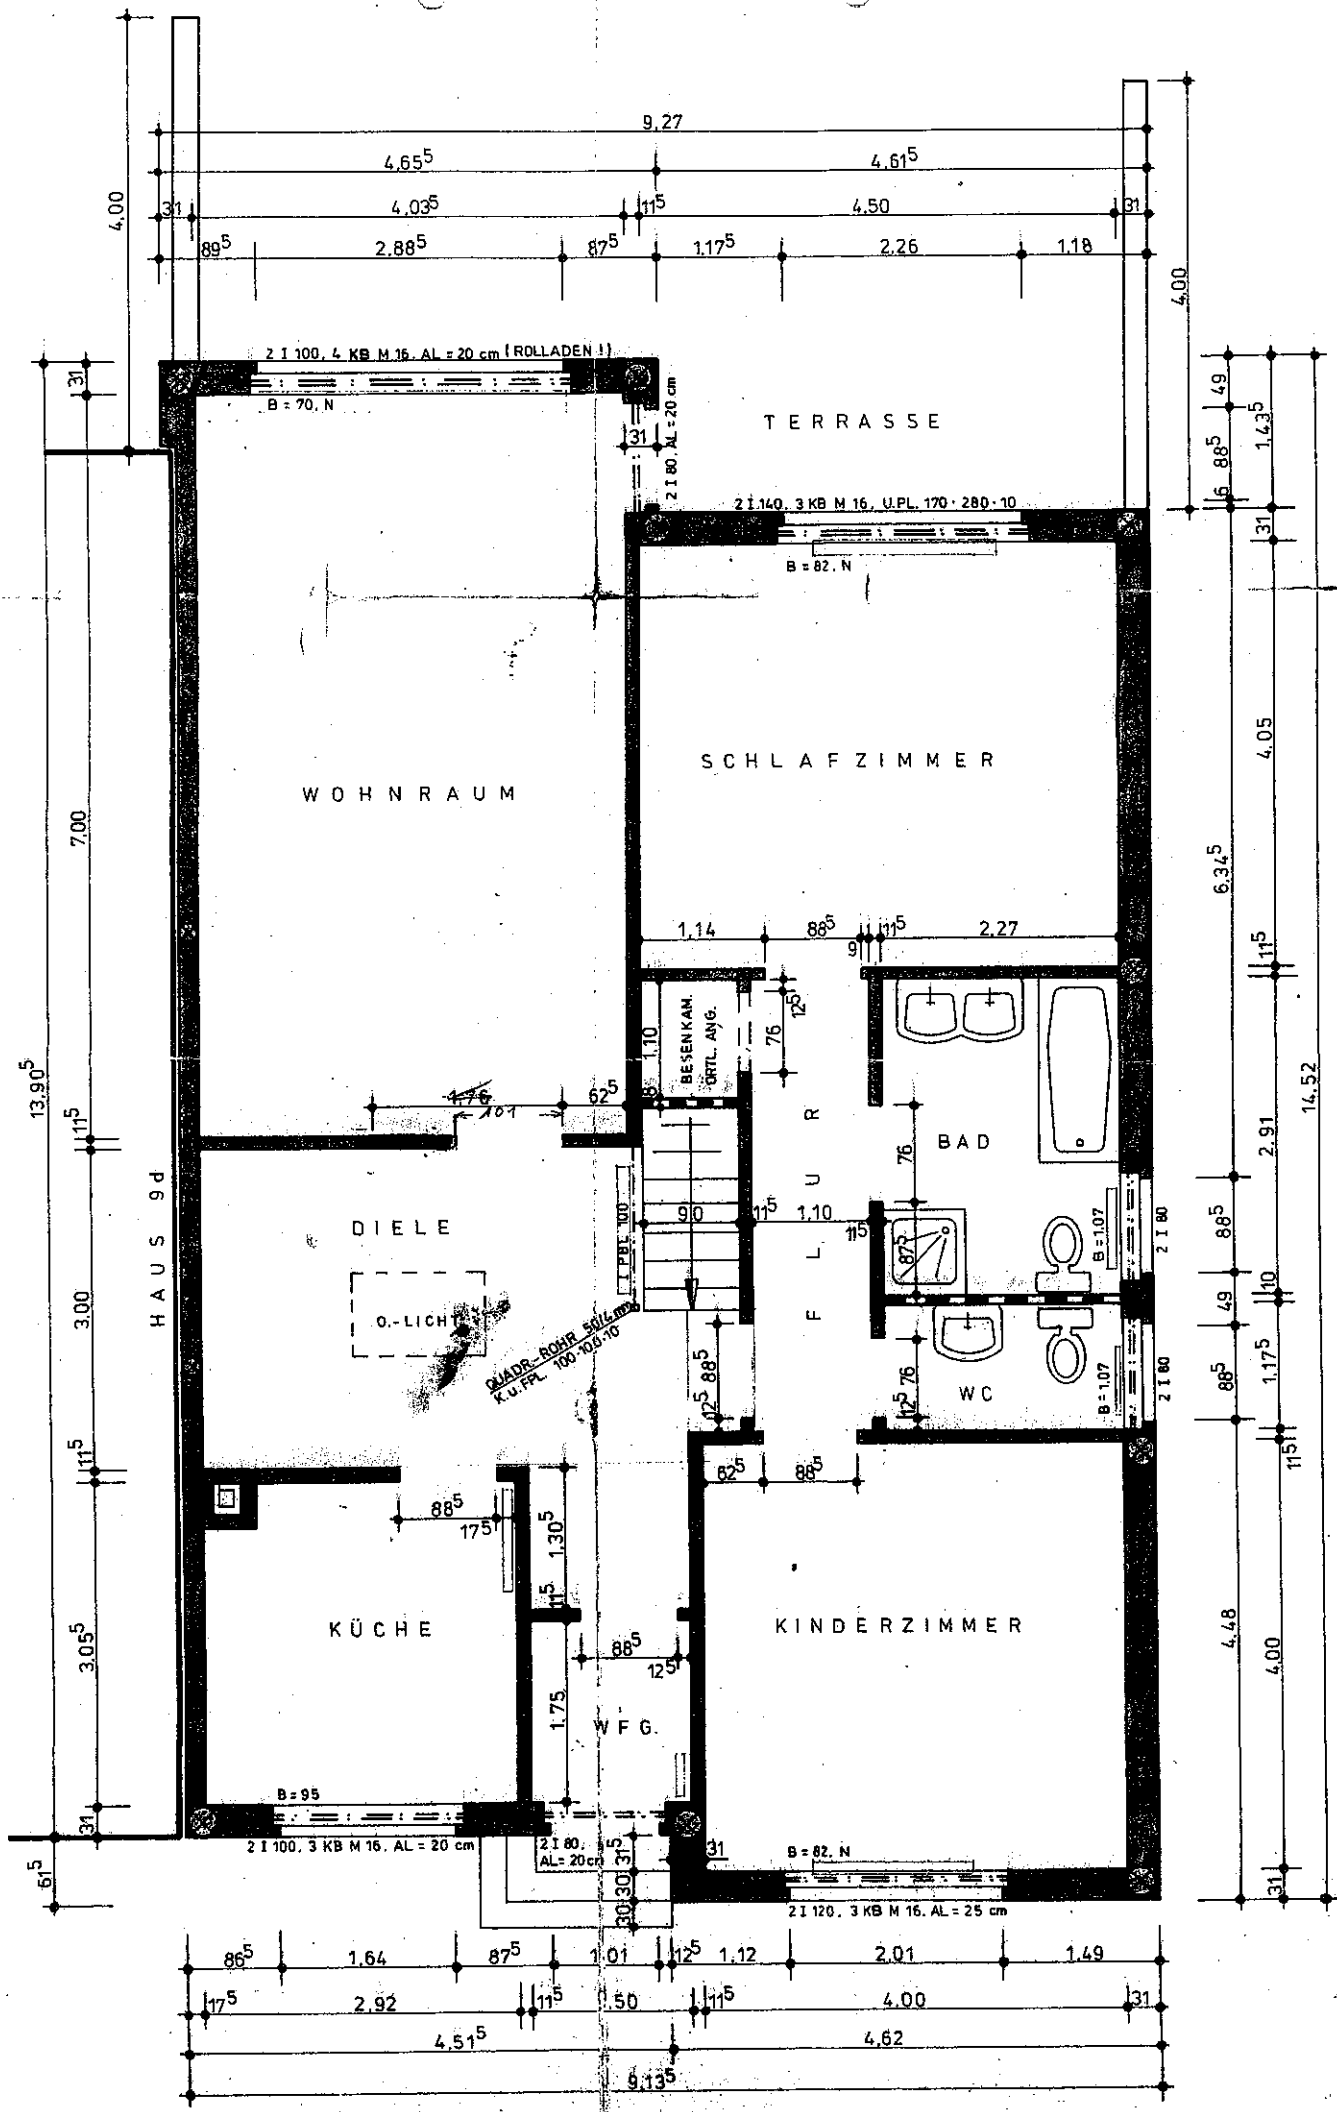 9,27
4,65⁵ 4,61⁵
4,00
31 4,03⁵ 11⁵ 4,50 31
89⁵ 2,88⁵ 87⁵ 1,17⁵ 2,26 1,18
4,00
2 I 100, 4 KB M 16, AL = 20 cm (ROLLADEN !)
B = 70, N
31
31
2 I 80, AL = 20 cm
TERRASSE
49
88⁵
6
1,43⁵
31
2 I 140, 3 KB M 16, U.PL. 170·280·10
B = 82, N
WOHNRAUM
SCHLAFZIMMER
7,00
4,05
6,34⁵
1,14 88⁵ 9 11⁵ 2,27
11⁵
BESENKAM.
ÖRTL. ANG.
1,10
6
12⁵
76
13,90⁵
14,52
1,76
101
62⁵
11⁵
FLUR
76
BAD
2,91
HAUS 9d
DIELE
O.-LICHT
I PBL 100
90 11⁵ 1,10 11⁵
87⁵
B = 1,07
2 I 80
88⁵
10
49
3,00
QUADR.-ROHR 50/4 mm
K. u. FPL. 100·100·10
88⁵
12⁵
76
12⁵
WC
B = 1,07
2 I 80
88⁵
1,17⁵
11⁵
11⁵
62⁵ 88⁵
88⁵
17⁵
1,30⁵
11⁵
KÜCHE
KINDERZIMMER
3,05⁵
4,48
4,00
88⁵
12⁵
1,75
WFG.
B = 95
31
2 I 100, 3 KB M 16, AL = 20 cm
2 I 80,
AL = 20 cm
31⁵
30
30
31
B = 82, N
2 I 120, 3 KB M 16, AL = 25 cm
61⁵
31
86⁵ 1,64 87⁵ 1,01 12⁵ 1,12 2,01 1,49
17⁵ 2,92 11⁵ 1,50 11⁵ 4,00 31
4,51⁵ 4,62
9,13⁵